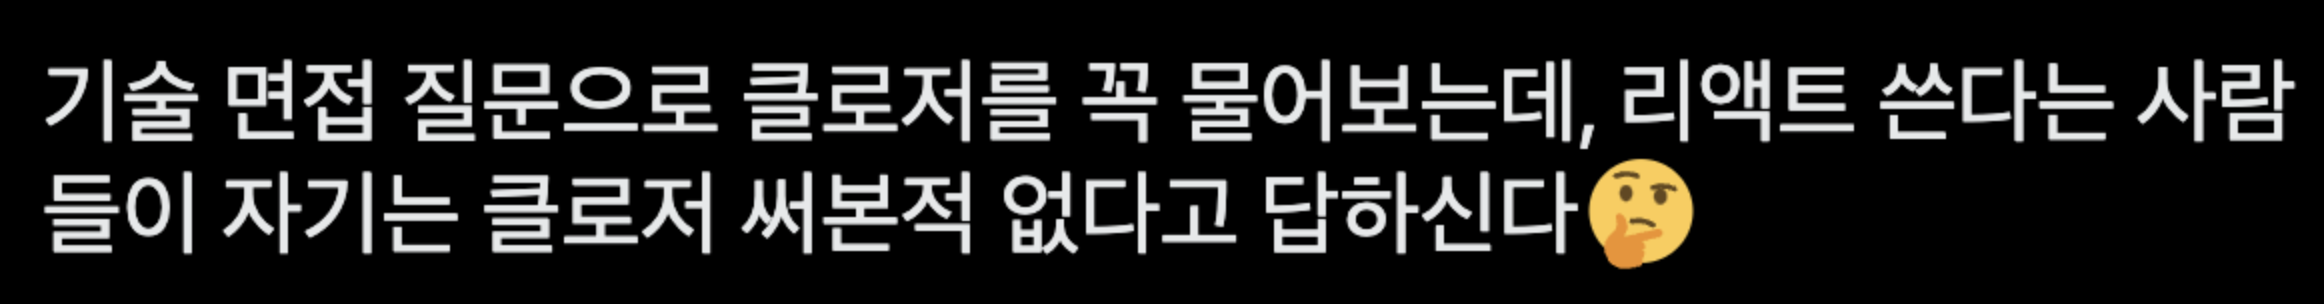 기술 면접 질문으로 클로저를 꼭 물어보는데, 리액트 쓴다는 사람
들이 자기는 클로저 써본적 없다고 답하신다🤔